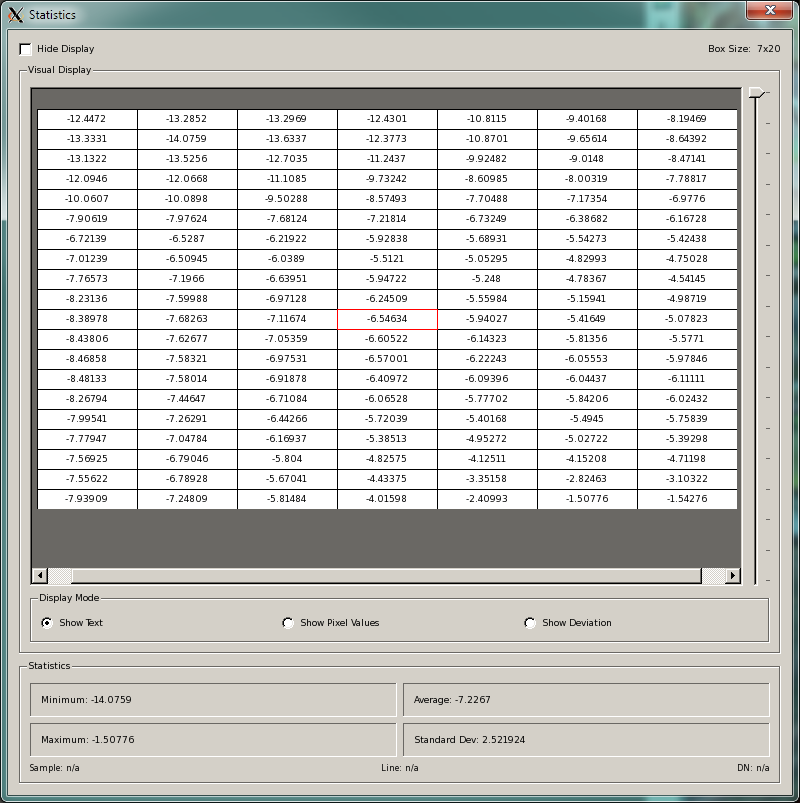 Statistics
Hide Display Box Size: 7x20
Visual Display
-12.4472 -13.2852 -13.2969 -12.4301 -10.8115 -9.40168 -8.19469
-13.3331 -14.0759 -13.6337 -12.3773 -10.8701 -9.65614 -8.64392
-13.1322 -13.5256 -12.7035 -11.2437 -9.92482 -9.0148 -8.47141
-12.0946 -12.0668 -11.1085 -9.73242 -8.60985 -8.00319 -7.78817
-10.0607 -10.0898 -9.50288 -8.57493 -7.70488 -7.17354 -6.9776
-7.90619 -7.97624 -7.68124 -7.21814 -6.73249 -6.38682 -6.16728
-6.72139 -6.5287 -6.21922 -5.92838 -5.68931 -5.54273 -5.42438
-7.01239 -6.50945 -6.0389 -5.5121 -5.05295 -4.82993 -4.75028
-7.76573 -7.1966 -6.63951 -5.94722 -5.248 -4.78367 -4.54145
-8.23136 -7.59988 -6.97128 -6.24509 -5.55984 -5.15941 -4.98719
-8.38978 -7.68263 -7.11674 -6.54634 -5.94027 -5.41649 -5.07823
-8.43806 -7.62677 -7.05359 -6.60522 -6.14323 -5.81356 -5.5771
-8.46858 -7.58321 -6.97531 -6.57001 -6.22243 -6.05553 -5.97846
-8.48133 -7.58014 -6.91878 -6.40972 -6.09396 -6.04437 -6.11111
-8.26794 -7.44647 -6.71084 -6.06528 -5.77702 -5.84206 -6.02432
-7.99541 -7.26291 -6.44266 -5.72039 -5.40168 -5.4945 -5.75839
-7.77947 -7.04784 -6.16937 -5.38513 -4.95272 -5.02722 -5.39298
-7.56925 -6.79046 -5.804 -4.82575 -4.12511 -4.15208 -4.71198
-7.55622 -6.78928 -5.67041 -4.43375 -3.35158 -2.82463 -3.10322
-7.93909 -7.24809 -5.81484 -4.01598 -2.40993 -1.50776 -1.54276
Display Mode
Show Text Show Pixel Values Show Deviation
Statistics
Minimum: -14.0759 Average: -7.2267
Maximum: -1.50776 Standard Dev: 2.521924
Sample: n/a Line: n/a DN: n/a